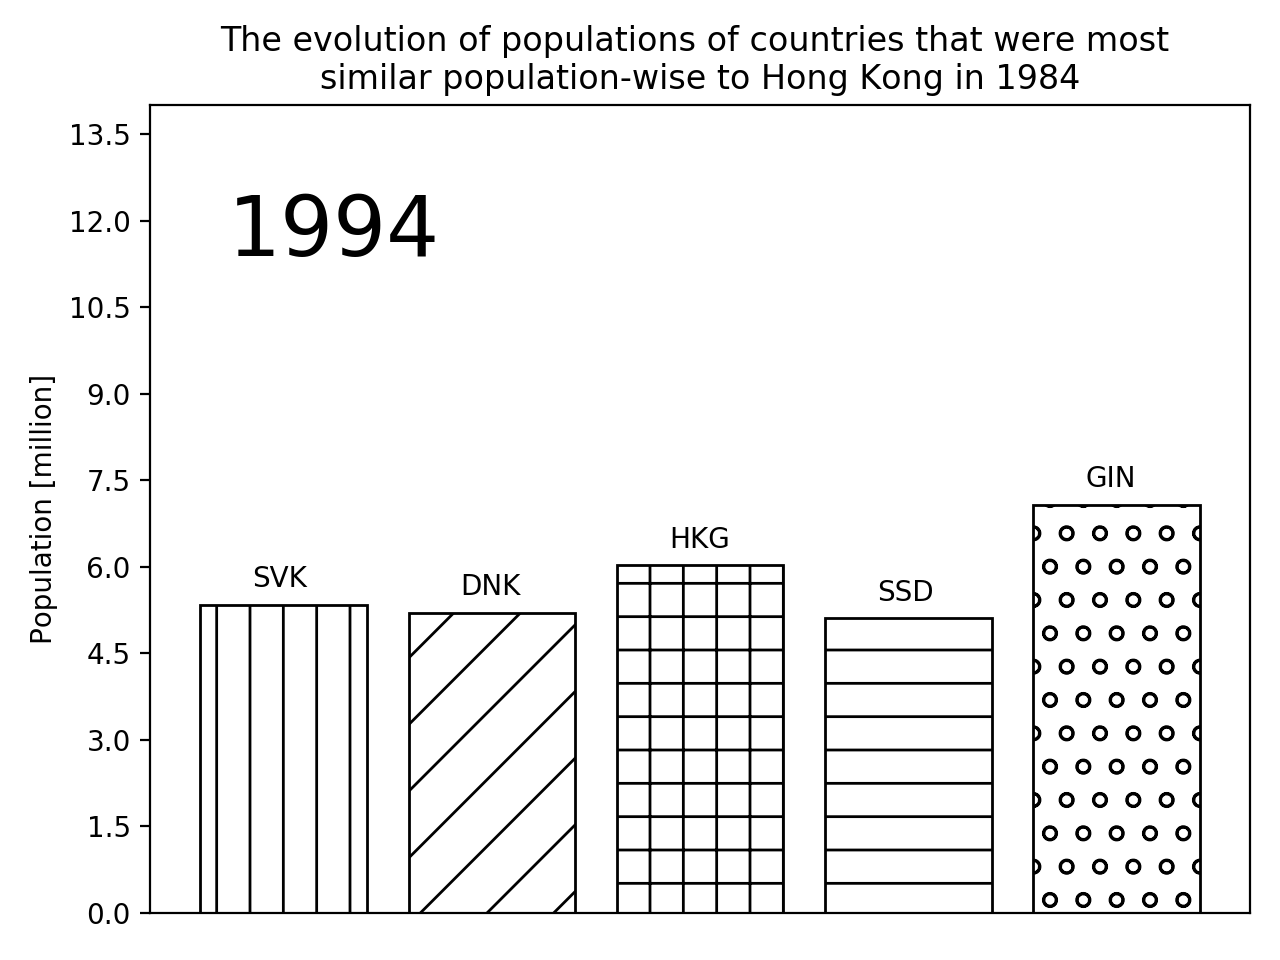 The evolution of populations of countries that were most
similar population-wise to Hong Kong in 1984
13.5
12.0
10.5
9.0
7.5
6.0
4.5
3.0
1.5
0.0
Population [million]
1994
SVK
DNK
HKG
SSD
GIN